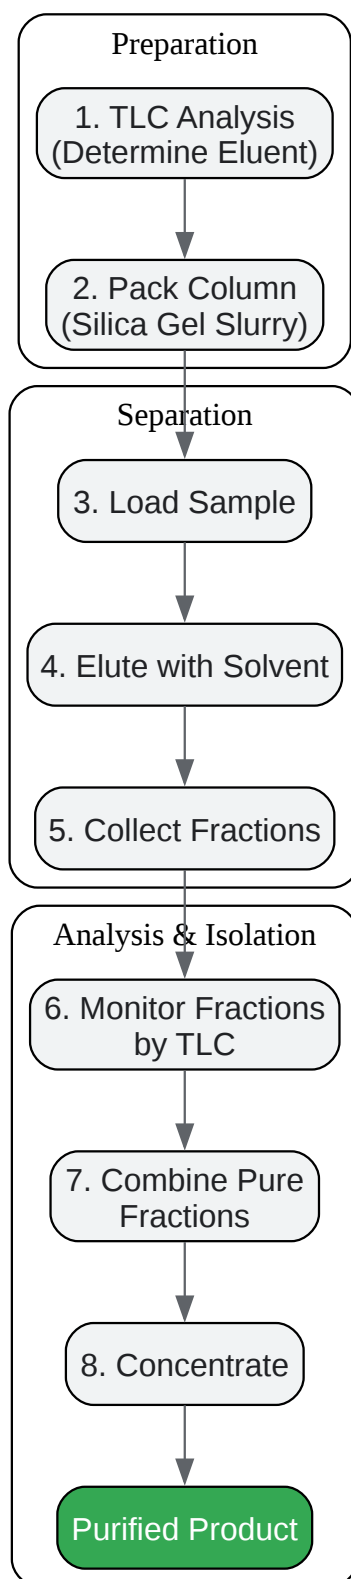 Preparation
1. TLC Analysis
(Determine Eluent)
2. Pack Column
(Silica Gel Slurry)
Separation
3. Load Sample
4. Elute with Solvent
5. Collect Fractions
Analysis & Isolation
6. Monitor Fractions
by TLC
7. Combine Pure
Fractions
8. Concentrate
Purified Product